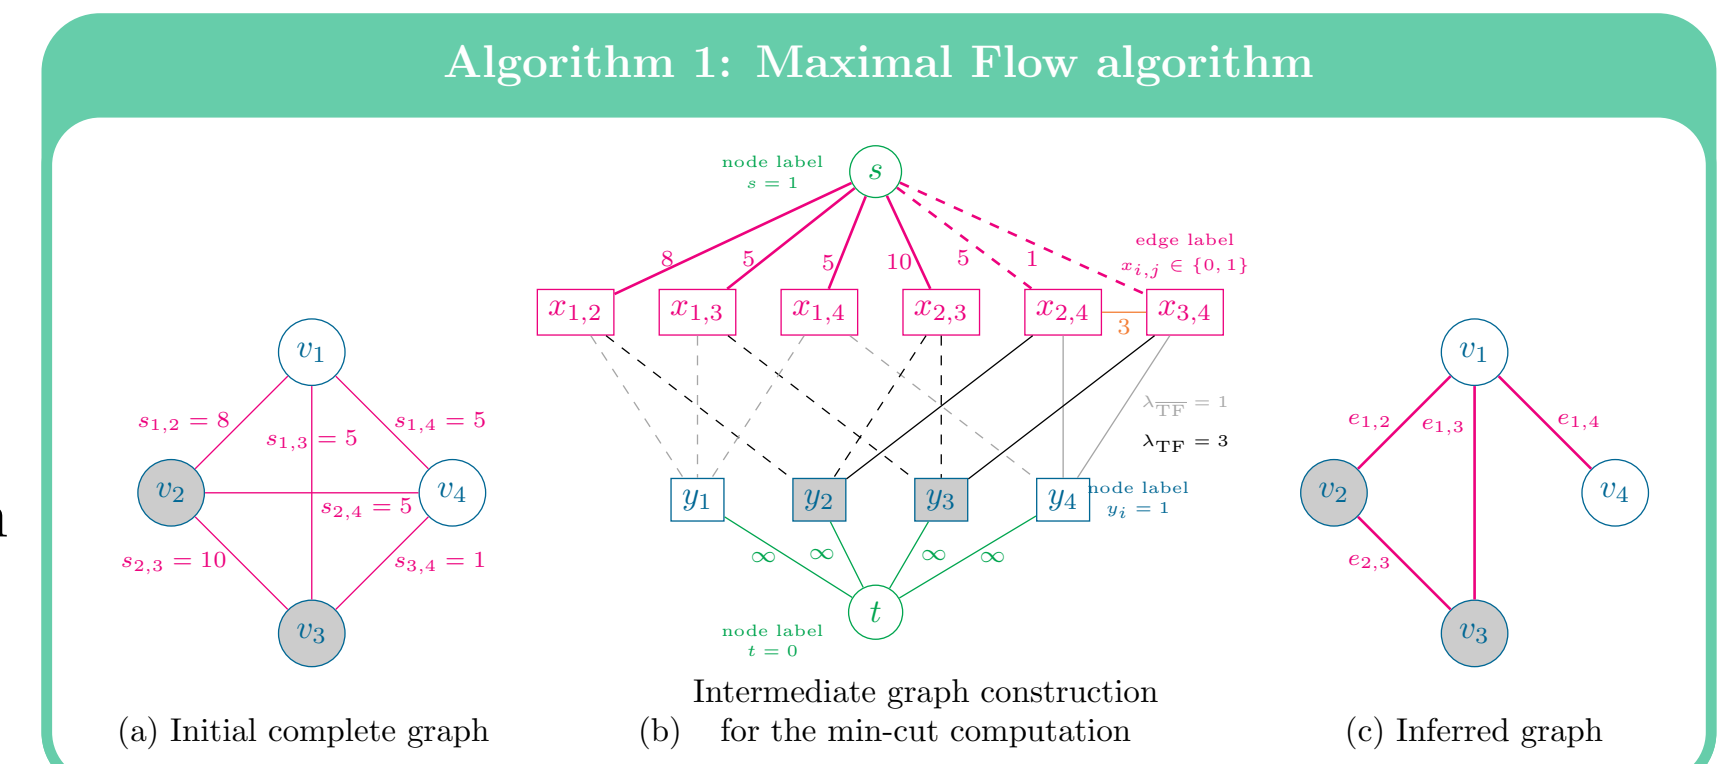 Algorithm 1: Maximal Flow algorithm
node label
s = 1
s
8
5
5
10
5
1
edge label
x_{i,j} ∈ {0, 1}
x_{1,2}
x_{1,3}
x_{1,4}
x_{2,3}
x_{2,4}
3
x_{3,4}
λ_{\overline{TF}} = 1
λ_{TF} = 3
y_1
y_2
y_3
y_4
node label
y_i = 1
∞
∞
∞
∞
t
node label
t = 0
v_1
s_{1,2} = 8
s_{1,3} = 5
s_{1,4} = 5
v_2
v_4
s_{2,4} = 5
s_{2,3} = 10
s_{3,4} = 1
v_3
v_1
e_{1,2}
e_{1,3}
e_{1,4}
v_2
v_4
e_{2,3}
v_3
(a) Initial complete graph
(b) Intermediate graph construction
for the min-cut computation
(c) Inferred graph